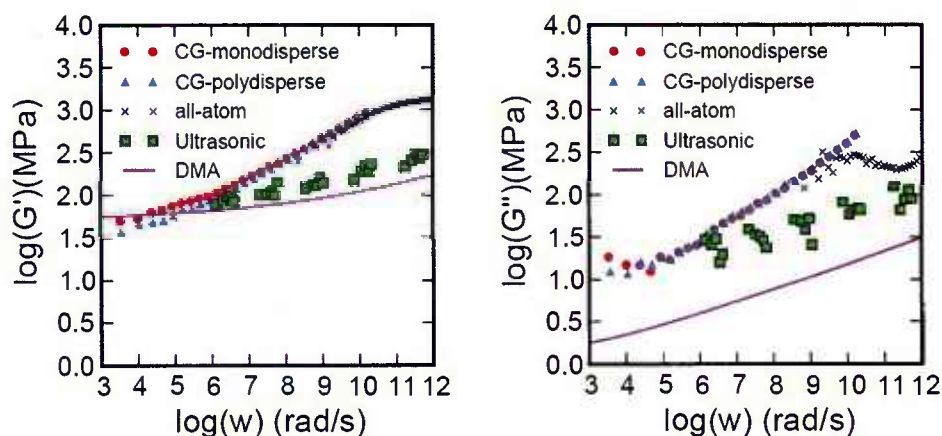 log(G')(MPa)
4.0
3.5
3.0
2.5
2.0
1.5
1.0
0.5
0.0
CG-monodisperse
CG-polydisperse
all-atom
Ultrasonic
DMA
3 4 5 6 7 8 9 10 11 12
log(w) (rad/s)
log(G'')(MPa)
4.0
3.5
3.0
2.5
2.0
1.5
1.0
0.5
0.0
CG-monodisperse
CG-polydisperse
all-atom
Ultrasonic
DMA
3 4 5 6 7 8 9 10 11 12
log(w) (rad/s)